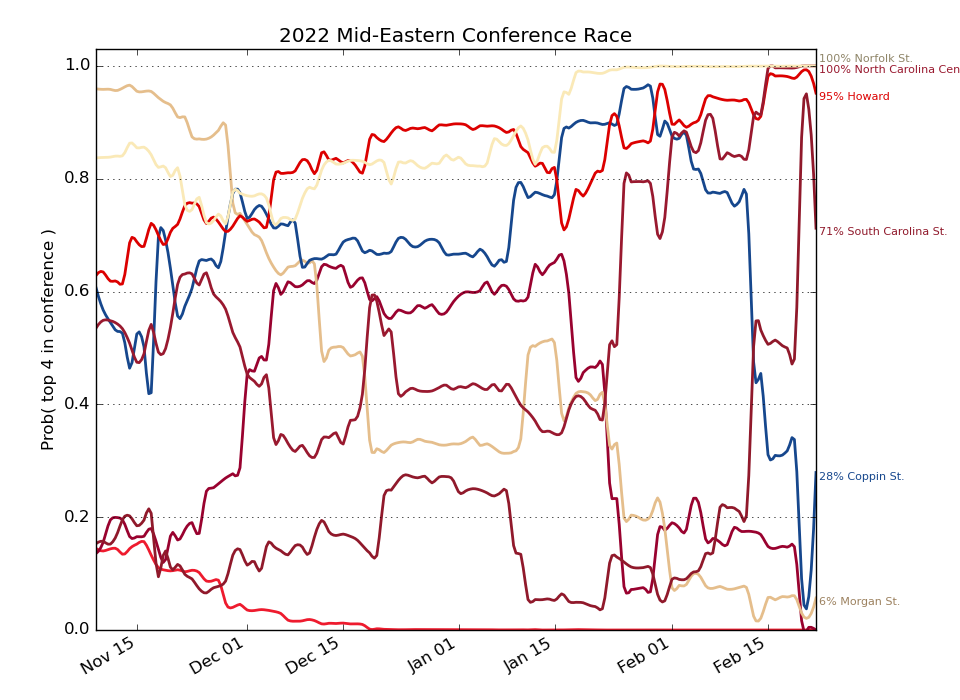 2022 Mid-Eastern Conference Race
Prob( top 4 in conference )
1.0
0.8
0.6
0.4
0.2
0.0
Nov 15
Dec 01
Dec 15
Jan 01
Jan 15
Feb 01
Feb 15
100% Norfolk St.
100% North Carolina Cen
95% Howard
71% South Carolina St.
28% Coppin St.
6% Morgan St.